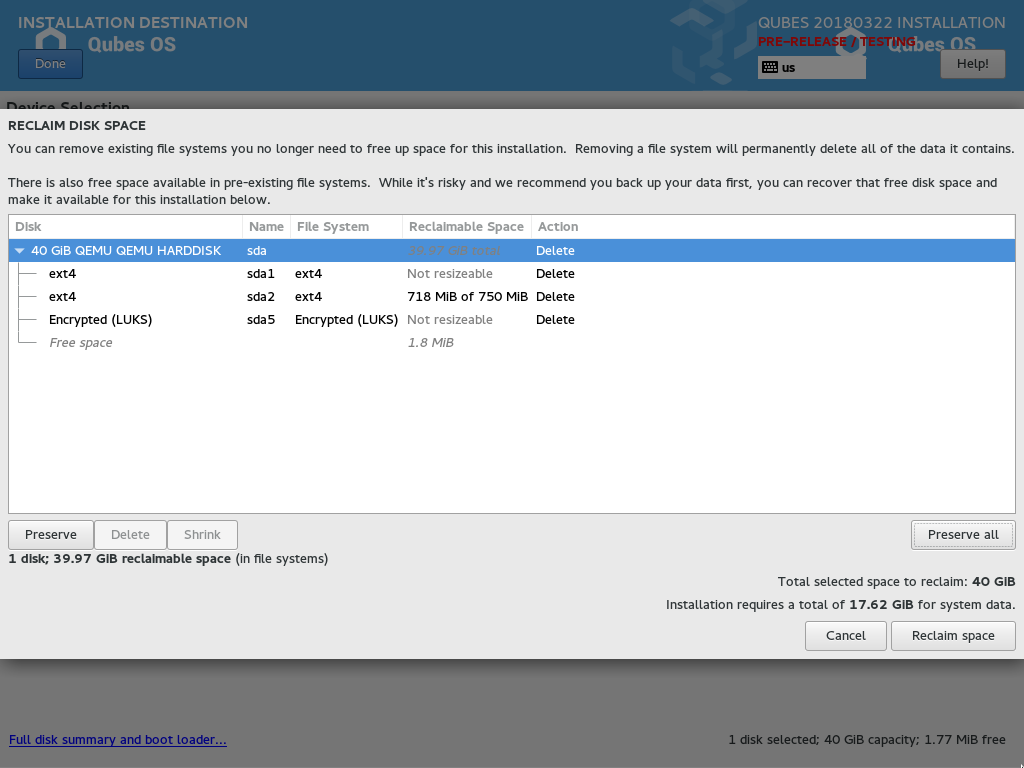 INSTALLATION DESTINATION
QUBES 20180322 INSTALLATION
PRE-RELEASE / TESTING
Qubes OS
Qubes OS
Done
us
Help!
Device Selection
RECLAIM DISK SPACE
You can remove existing file systems you no longer need to free up space for this installation.  Removing a file system will permanently delete all of the data it contains.
There is also free space available in pre-existing file systems.  While it's risky and we recommend you back up your data first, you can recover that free disk space and
make it available for this installation below.
Disk Name File System Reclaimable Space Action
40 GiB QEMU QEMU HARDDISK sda 39.97 GiB total Delete
ext4 sda1 ext4 Not resizeable Delete
ext4 sda2 ext4 718 MiB of 750 MiB Delete
Encrypted (LUKS) sda5 Encrypted (LUKS) Not resizeable Delete
Free space 1.8 MiB
Preserve Delete Shrink Preserve all
1 disk; 39.97 GiB reclaimable space (in file systems)
Total selected space to reclaim: 40 GiB
Installation requires a total of 17.62 GiB for system data.
Cancel Reclaim space
Full disk summary and boot loader... 1 disk selected; 40 GiB capacity; 1.77 MiB free